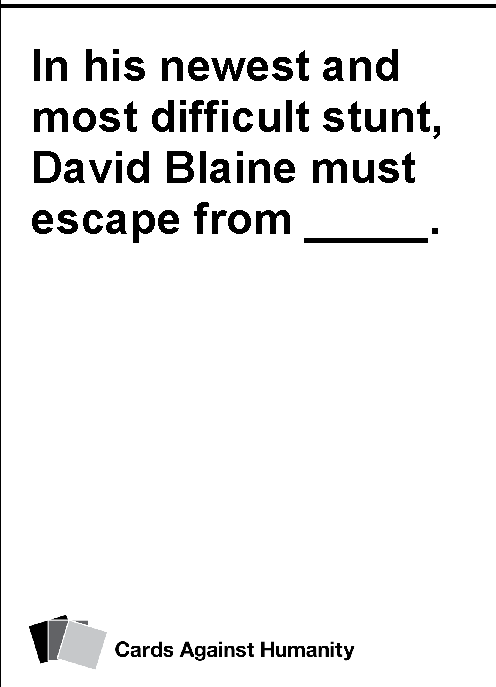 In his newest and
most difficult stunt,
David Blaine must
escape from _____.
Cards Against Humanity